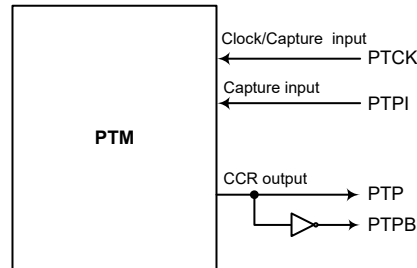 Clock/Capture input
PTCK
Capture input
PTPI
PTM
CCR output
PTP
PTPB